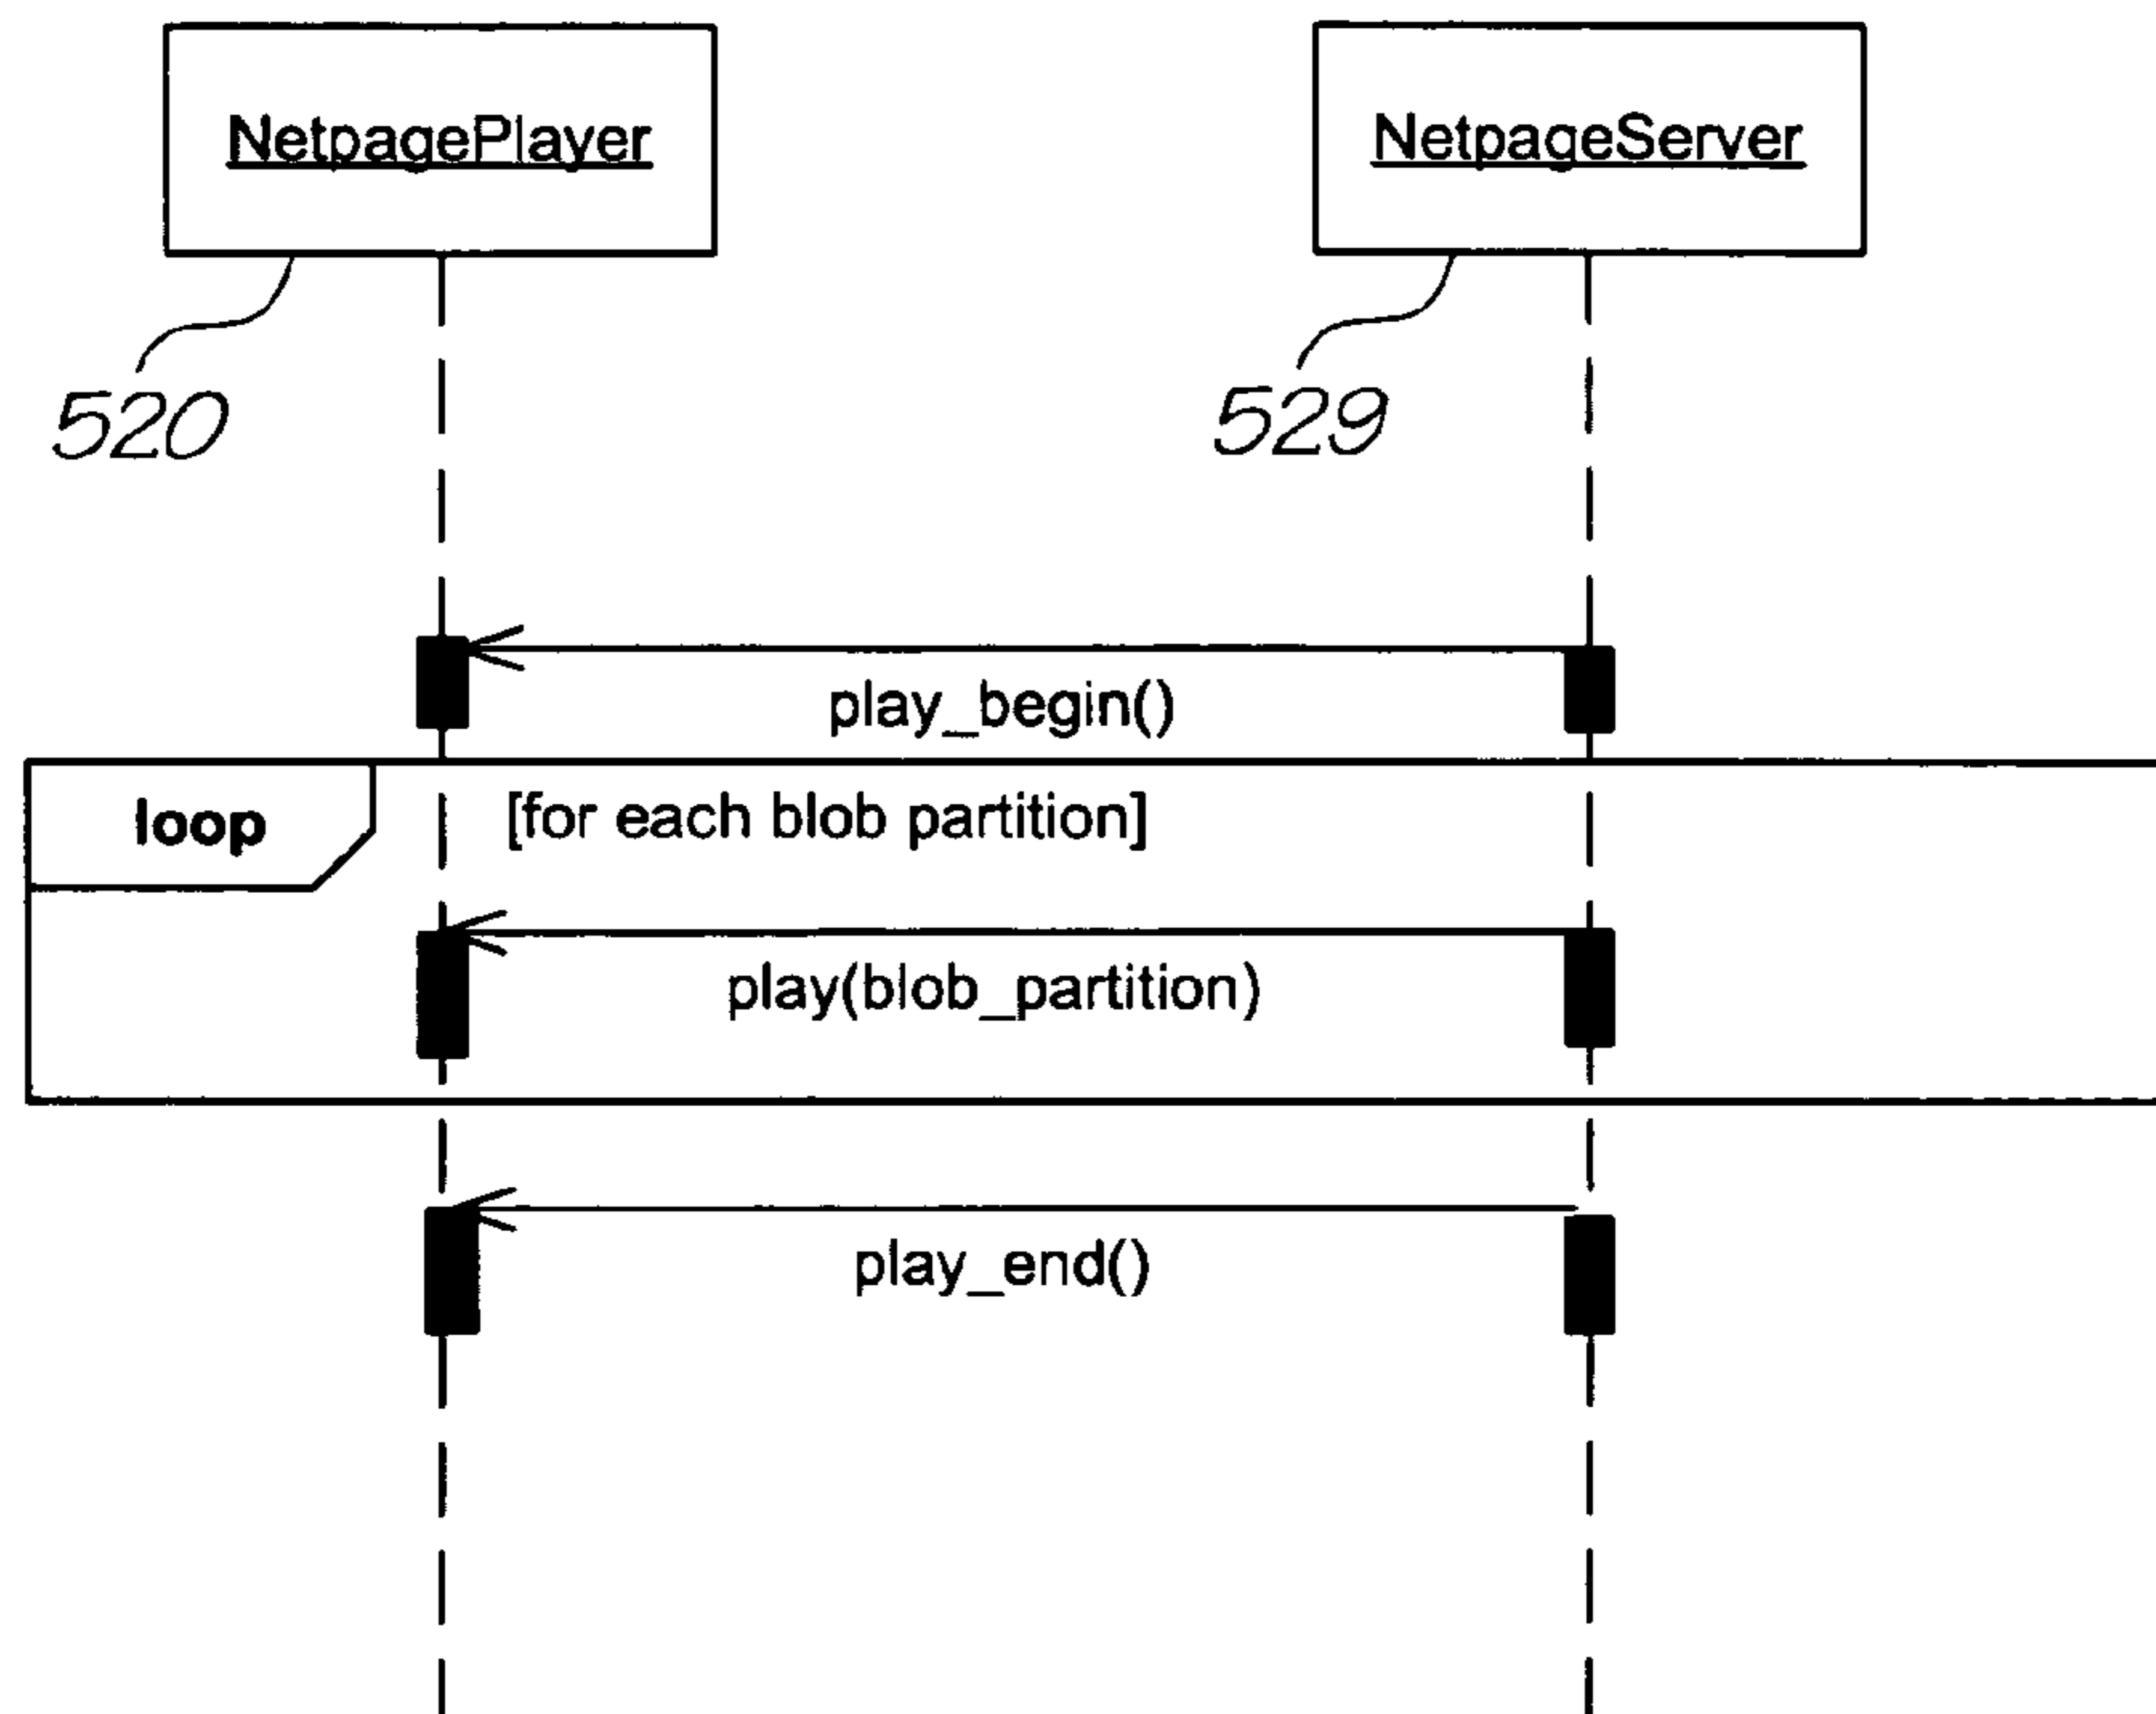 NetpagePlayer
NetpageServer
520
529
play_begin()
loop
[for each blob partition]
play(blob_partition)
play_end()